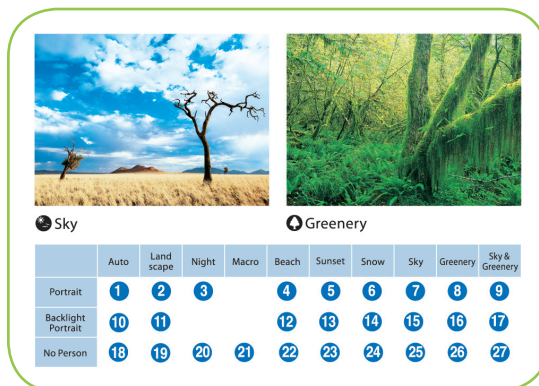 Sky
Greenery
Auto Land scape Night Macro Beach Sunset Snow Sky Greenery Sky & Greenery
Portrait 1 2 3 4 5 6 7 8 9
Backlight Portrait 10 11 12 13 14 15 16 17
No Person 18 19 20 21 22 23 24 25 26 27